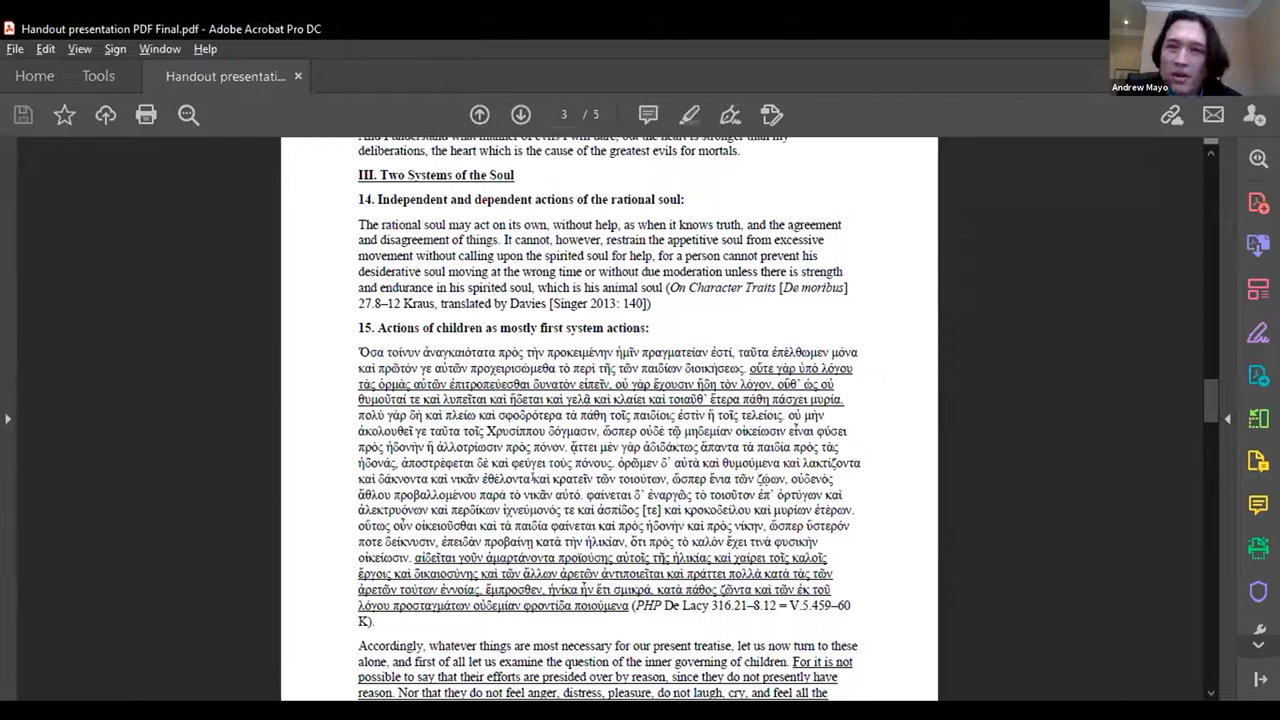 Handout presentation PDF Final.pdf - Adobe Acrobat Pro DC
File Edit View Sign Window Help
Home Tools Handout presentati... ×
3 / 5
Andrew Mayo
And I understand what manner of evils I will dare, but the heart is stronger than my
deliberations, the heart which is the cause of the greatest evils for mortals.
III. Two Systems of the Soul
14. Independent and dependent actions of the rational soul:
The rational soul may act on its own, without help, as when it knows truth, and the agreement
and disagreement of things. It cannot, however, restrain the appetitive soul from excessive
movement without calling upon the spirited soul for help, for a person cannot prevent his
desiderative soul moving at the wrong time or without due moderation unless there is strength
and endurance in his spirited soul, which is his animal soul (On Character Traits [De moribus]
27.8–12 Kraus, translated by Davies [Singer 2013: 140])
15. Actions of children as mostly first system actions:
Ὅσα τοίνυν ἀναγκαιότατα πρὸς τὴν προκειμένην ἡμῖν πραγματείαν ἐστί, ταῦτα ἐπέλθωμεν μόνα
καὶ πρῶτόν γε αὐτῶν προχειρισώμεθα τὸ περὶ τῆς τῶν παιδίων διοικήσεως. οὔτε γὰρ ὑπὸ λόγου
τὰς ὁρμὰς αὐτῶν ἐπιτροπεύεσθαι δυνατὸν εἰπεῖν, οὐ γὰρ ἔχουσιν ἤδη τὸν λόγον, οὔθ’ ὡς οὐ
θυμοῦταί τε καὶ λυπεῖται καὶ ἥδεται καὶ γελᾷ καὶ κλαίει καὶ τοιαῦθ’ ἕτερα πάθη πάσχει μυρία.
πολὺ γὰρ δὴ καὶ πλείω καὶ σφοδρότερα τὰ πάθη τοῖς παιδίοις ἐστὶν ἢ τοῖς τελείοις. οὐ μὴν
ἀκολουθεῖ γε ταῦτα τοῖς Χρυσίππου δόγμασιν, ὥσπερ οὐδὲ τῷ μηδεμίαν οἰκείωσιν εἶναι φύσει
πρὸς ἡδονὴν ἢ ἀλλοτρίωσιν πρὸς πόνον. ᾄττει μὲν γὰρ ἀδιδάκτως ἅπαντα τὰ παιδία πρὸς τὰς
ἡδονάς, ἀποστρέφεται δὲ καὶ φεύγει τοὺς πόνους. ὁρῶμεν δ’ αὐτὰ καὶ θυμούμενα καὶ λακτίζοντα
καὶ δάκνοντα καὶ νικᾶν ἐθέλοντα καὶ κρατεῖν τῶν τοιούτων, ὥσπερ ἔνια τῶν ζῴων, οὐδενὸς
ἄθλου προβαλλομένου παρὰ τὸ νικᾶν αὐτό. φαίνεται δ’ ἐναργῶς τὸ τοιοῦτον ἐπ’ ὀρτύγων καὶ
ἀλεκτρυόνων καὶ περδίκων ἰχνεύμονός τε καὶ ἀσπίδος [τε] καὶ κροκοδείλου καὶ μυρίων ἑτέρων.
οὕτως οὖν οἰκειοῦσθαι καὶ τὰ παιδία φαίνεται καὶ πρὸς ἡδονὴν καὶ πρὸς νίκην, ὥσπερ ὕστερόν
ποτε δείκνυσιν, ἐπειδὰν προβαίνῃ κατὰ τὴν ἡλικίαν, ὅτι πρὸς τὸ καλὸν ἔχει τινὰ φυσικὴν
οἰκείωσιν. αἰδεῖται γοῦν ἁμαρτάνοντα προϊούσης αὐτοῖς τῆς ἡλικίας καὶ χαίρει τοῖς καλοῖς
ἔργοις καὶ δικαιοσύνης καὶ τῶν ἄλλων ἀρετῶν ἀντιποιεῖται καὶ πράττει πολλὰ κατὰ τὰς τῶν
ἀρετῶν τούτων ἐννοίας, ἔμπροσθεν, ἡνίκα ἦν ἔτι σμικρά, κατὰ πάθος ζῶντα καὶ τῶν ἐκ τοῦ
λόγου προσταγμάτων οὐδεμίαν φροντίδα ποιούμενα (PHP De Lacy 316.21–8.12 = V.5.459–60
K).
Accordingly, whatever things are most necessary for our present treatise, let us now turn to these
alone, and first of all let us examine the question of the inner governing of children. For it is not
possible to say that their efforts are presided over by reason, since they do not presently have
reason. Nor that they do not feel anger, distress, pleasure, do not laugh, cry, and feel all the